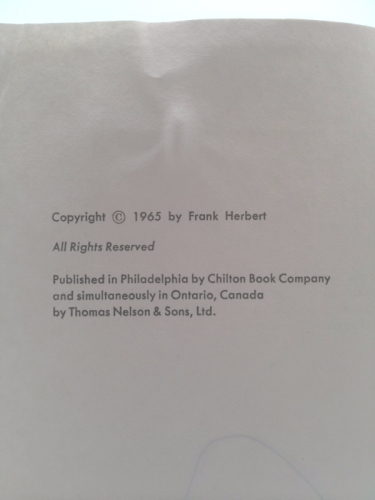 Copyright © 1965 by Frank Herbert
All Rights Reserved
Published in Philadelphia by Chilton Book Company
and simultaneously in Ontario, Canada
by Thomas Nelson & Sons, Ltd.